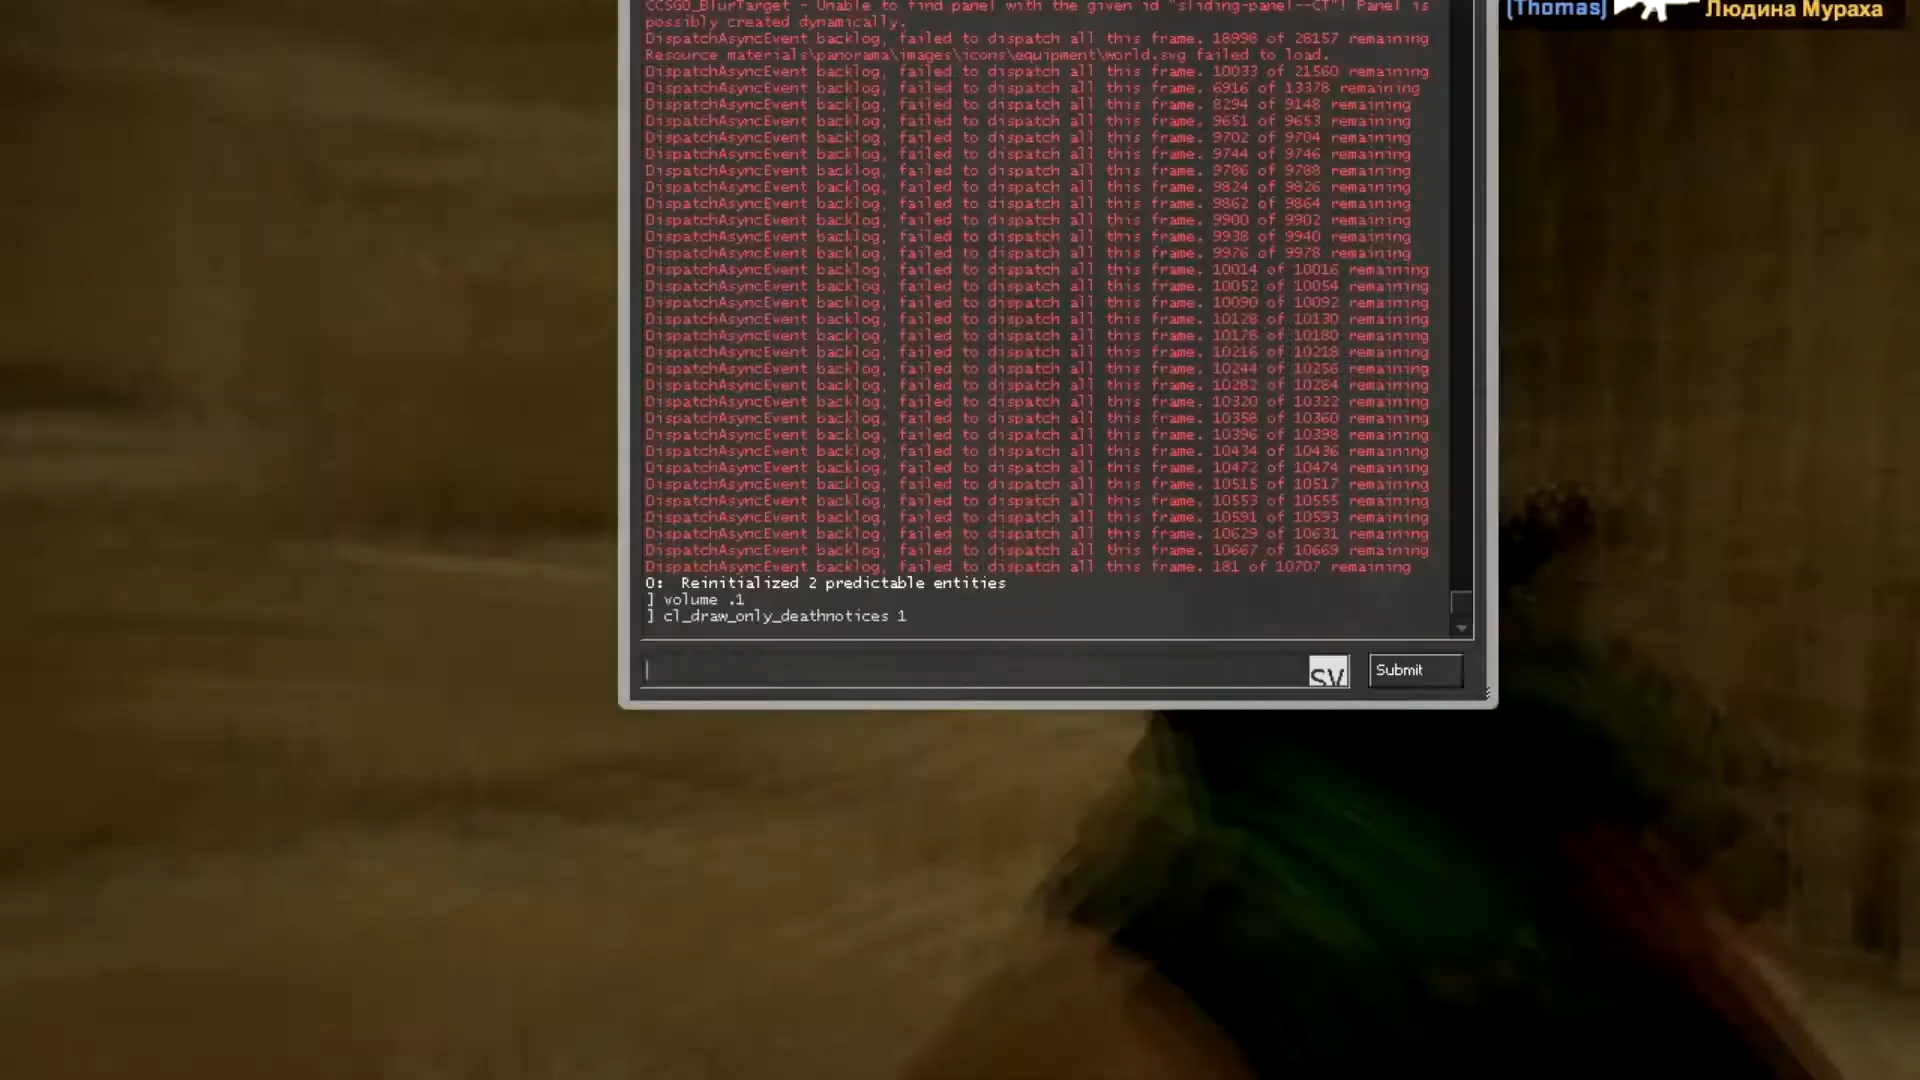 CCSGO_BlurTarget - Unable to find panel with the given id "sliding-panel--CT"! Panel is
possibly created dynamically.
DispatchAsyncEvent backlog, failed to dispatch all this frame. 18998 of 28157 remaining
Resource materials\panorama\images\icons\equipment\world.svg failed to load.
DispatchAsyncEvent backlog, failed to dispatch all this frame. 10033 of 21560 remaining
DispatchAsyncEvent backlog, failed to dispatch all this frame. 6916 of 13378 remaining
DispatchAsyncEvent backlog, failed to dispatch all this frame. 8294 of 9148 remaining
DispatchAsyncEvent backlog, failed to dispatch all this frame. 9651 of 9653 remaining
DispatchAsyncEvent backlog, failed to dispatch all this frame. 9702 of 9704 remaining
DispatchAsyncEvent backlog, failed to dispatch all this frame. 9744 of 9746 remaining
DispatchAsyncEvent backlog, failed to dispatch all this frame. 9786 of 9788 remaining
DispatchAsyncEvent backlog, failed to dispatch all this frame. 9824 of 9826 remaining
DispatchAsyncEvent backlog, failed to dispatch all this frame. 9862 of 9864 remaining
DispatchAsyncEvent backlog, failed to dispatch all this frame. 9900 of 9902 remaining
DispatchAsyncEvent backlog, failed to dispatch all this frame. 9938 of 9940 remaining
DispatchAsyncEvent backlog, failed to dispatch all this frame. 9976 of 9978 remaining
DispatchAsyncEvent backlog, failed to dispatch all this frame. 10014 of 10016 remaining
DispatchAsyncEvent backlog, failed to dispatch all this frame. 10052 of 10054 remaining
DispatchAsyncEvent backlog, failed to dispatch all this frame. 10090 of 10092 remaining
DispatchAsyncEvent backlog, failed to dispatch all this frame. 10128 of 10130 remaining
DispatchAsyncEvent backlog, failed to dispatch all this frame. 10178 of 10180 remaining
DispatchAsyncEvent backlog, failed to dispatch all this frame. 10216 of 10218 remaining
DispatchAsyncEvent backlog, failed to dispatch all this frame. 10244 of 10256 remaining
DispatchAsyncEvent backlog, failed to dispatch all this frame. 10282 of 10284 remaining
DispatchAsyncEvent backlog, failed to dispatch all this frame. 10320 of 10322 remaining
DispatchAsyncEvent backlog, failed to dispatch all this frame. 10358 of 10360 remaining
DispatchAsyncEvent backlog, failed to dispatch all this frame. 10396 of 10398 remaining
DispatchAsyncEvent backlog, failed to dispatch all this frame. 10434 of 10436 remaining
DispatchAsyncEvent backlog, failed to dispatch all this frame. 10472 of 10474 remaining
DispatchAsyncEvent backlog, failed to dispatch all this frame. 10515 of 10517 remaining
DispatchAsyncEvent backlog, failed to dispatch all this frame. 10553 of 10555 remaining
DispatchAsyncEvent backlog, failed to dispatch all this frame. 10591 of 10593 remaining
DispatchAsyncEvent backlog, failed to dispatch all this frame. 10629 of 10631 remaining
DispatchAsyncEvent backlog, failed to dispatch all this frame. 10667 of 10669 remaining
DispatchAsyncEvent backlog, failed to dispatch all this frame. 181 of 10707 remaining
0:  Reinitialized 2 predictable entities
] volume .1
] cl_draw_only_deathnotices 1
SV
Submit
[Thomas] Людина Мураха